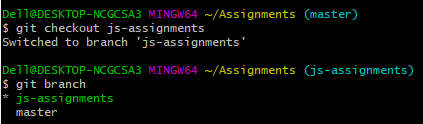 Dell@DESKTOP-NCGCSA3 MINGW64 ~/Assignments (master)
$ git checkout js-assignments
Switched to branch 'js-assignments'
Dell@DESKTOP-NCGCSA3 MINGW64 ~/Assignments (js-assignments)
$ git branch
* js-assignments
  master